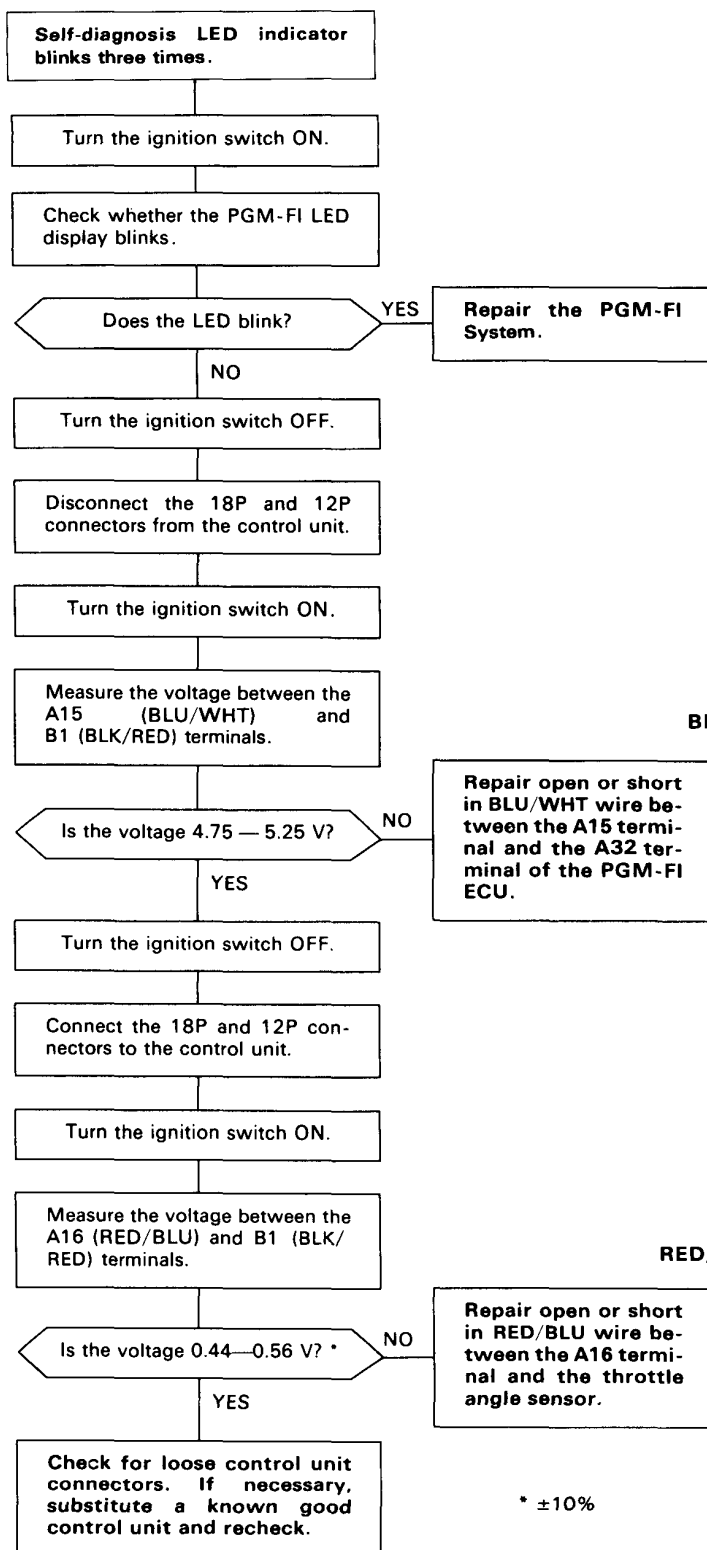 Self-diagnosis LED indicator
blinks three times.
Turn the ignition switch ON.
Check whether the PGM-FI LED
display blinks.
Does the LED blink?
YES
Repair the PGM-FI
System.
NO
Turn the ignition switch OFF.
Disconnect the 18P and 12P
connectors from the control unit.
Turn the ignition switch ON.
Measure the voltage between the
A15 (BLU/WHT) and
B1 (BLK/RED) terminals.
Is the voltage 4.75 — 5.25 V?
NO
Repair open or short
in BLU/WHT wire be-
tween the A15 termi-
nal and the A32 ter-
minal of the PGM-FI
ECU.
YES
Turn the ignition switch OFF.
Connect the 18P and 12P con-
nectors to the control unit.
Turn the ignition switch ON.
Measure the voltage between the
A16 (RED/BLU) and B1 (BLK/
RED) terminals.
RED
Is the voltage 0.44—0.56 V? *
NO
Repair open or short
in RED/BLU wire be-
tween the A16 termi-
nal and the throttle
angle sensor.
YES
Check for loose control unit
connectors. If necessary,
substitute a known good
control unit and recheck.
* ±10%